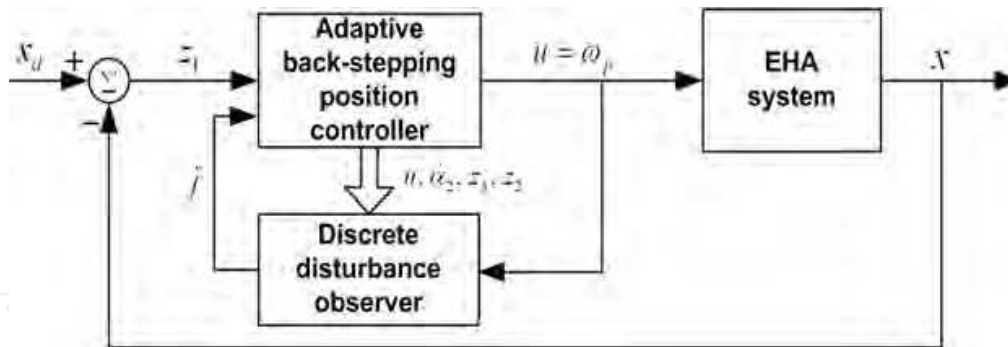 x_d
+
Σ
−
z_1
Adaptive
back-stepping
position
controller
u = ω_p
EHA
system
x
Discrete
disturbance
observer